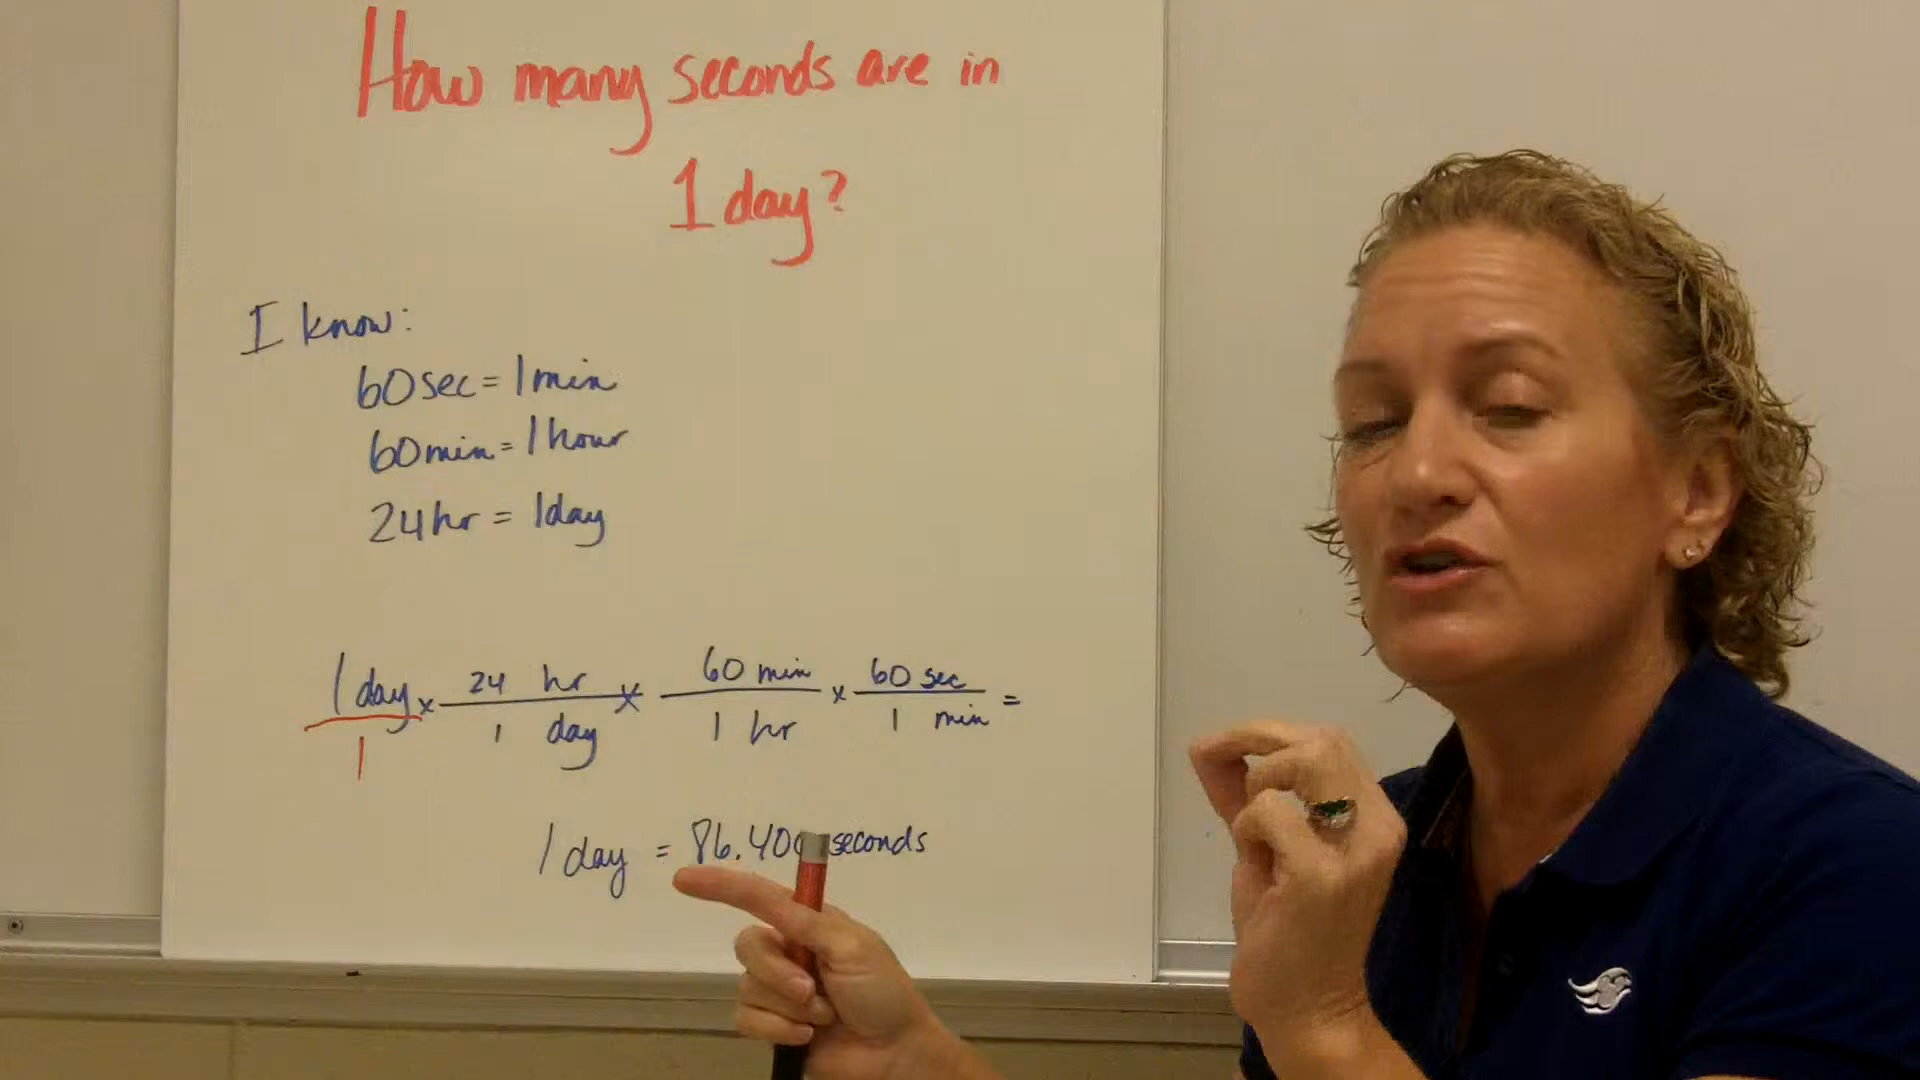 How many seconds are in
1 day?
I know:
60 sec = 1 min
60 min = 1 hour
24 hr = 1 day
1 day/1 x 24 hr/1 day x 60 min/1 hr x 60 sec/1 min =
1 day = 86.400 seconds